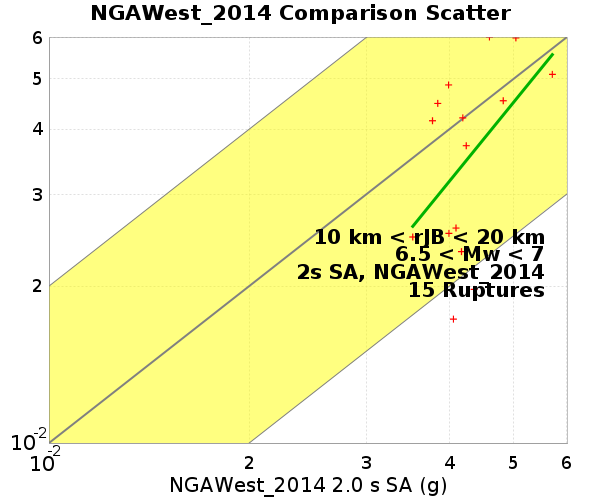 NGAWest_2014 Comparison Scatter
6
5
4
3
2
10-2
10 km < rJB < 20 km
6.5 < Mw < 7
2s SA, NGAWest_2014
15 Ruptures
10-2 2 3 4 5 6
NGAWest_2014 2.0 s SA (g)